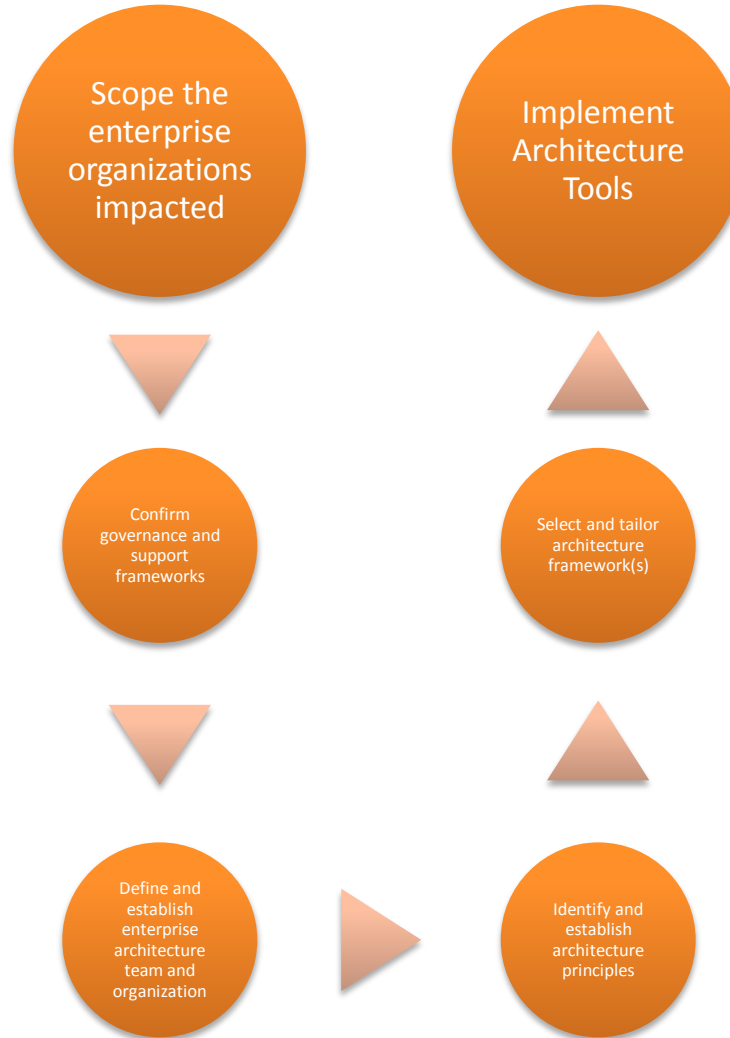 Scope the
enterprise
organizations
impacted
Confirm
governance and
support
frameworks
Define and
establish
enterprise
architecture
team and
organization
Identify and
establish
architecture
principles
Select and tailor
architecture
framework(s)
Implement
Architecture
Tools